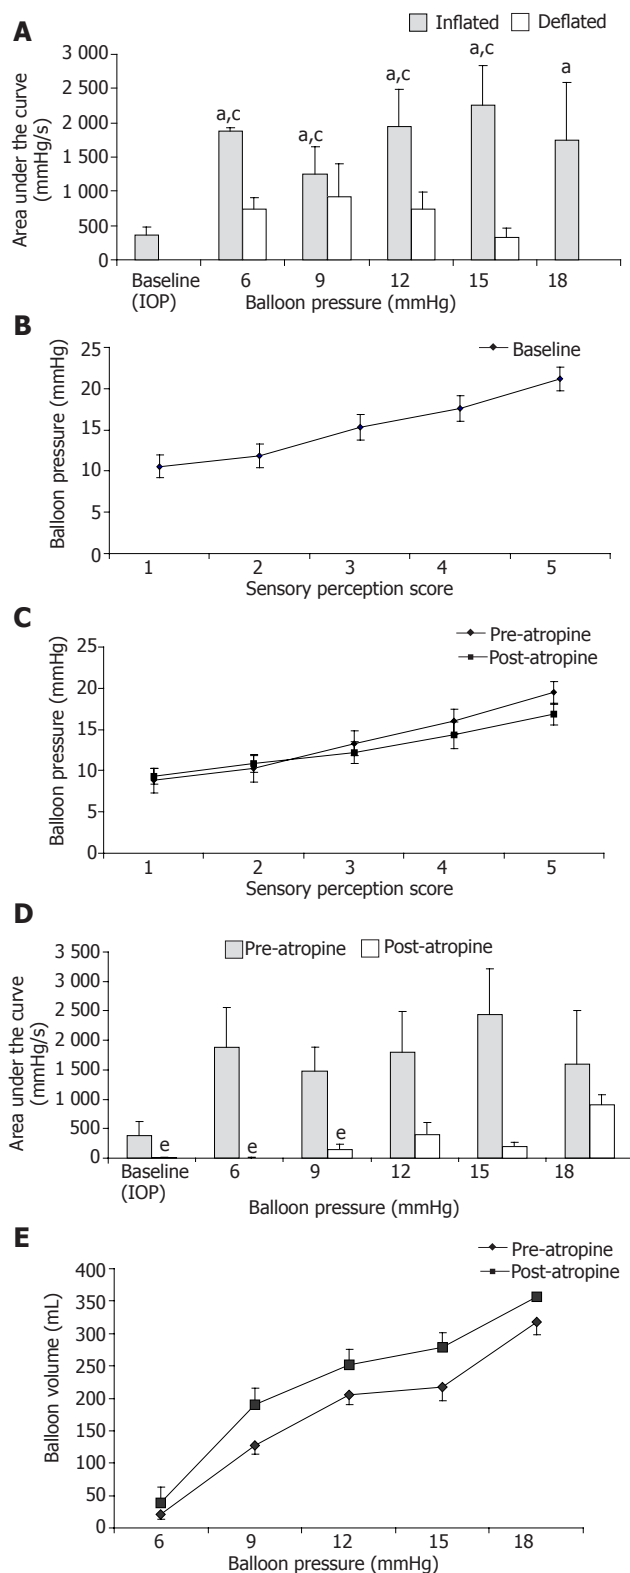 A
Inflated Deflated
Area under the curve
(mmHg/s)
3 000
2 500
2 000
1 500
1 000
500
0
a,c a,c a,c a,c a
Baseline
(IOP)
6 9 12 15 18
Balloon pressure (mmHg)
B
Baseline
Balloon pressure (mmHg)
25
20
15
10
5
0
1 2 3 4 5
Sensory perception score
C
Pre-atropine
Post-atropine
Balloon pressure (mmHg)
25
20
15
10
5
0
1 2 3 4 5
Sensory perception score
D
Pre-atropine Post-atropine
Area under the curve
(mmHg/s)
3 500
3 000
2 500
2 000
1 500
1 000
500
0
e e e
Baseline
(IOP)
6 9 12 15 18
Balloon pressure (mmHg)
E
Pre-atropine
Post-atropine
Balloon volume (mL)
400
350
300
250
200
150
100
50
0
6 9 12 15 18
Balloon pressure (mmHg)